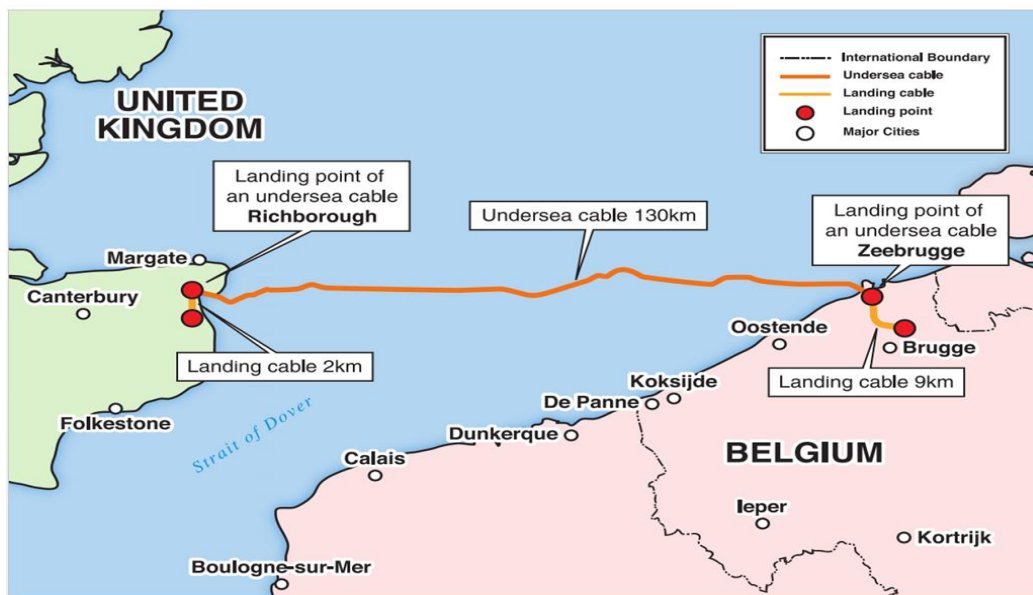 UNITED
KINGDOM
International Boundary
Undersea cable
Landing cable
Landing point
Major Cities
Landing point of
an undersea cable
Richborough
Undersea cable 130km
Landing point of
an undersea cable
Zeebrugge
Margate
Canterbury
Landing cable 2km
Folkestone
Strait of Dover
Oostende
Brugge
Landing cable 9km
Koksijde
De Panne
Dunkerque
Calais
BELGIUM
Ieper
Kortrijk
Boulogne-sur-Mer